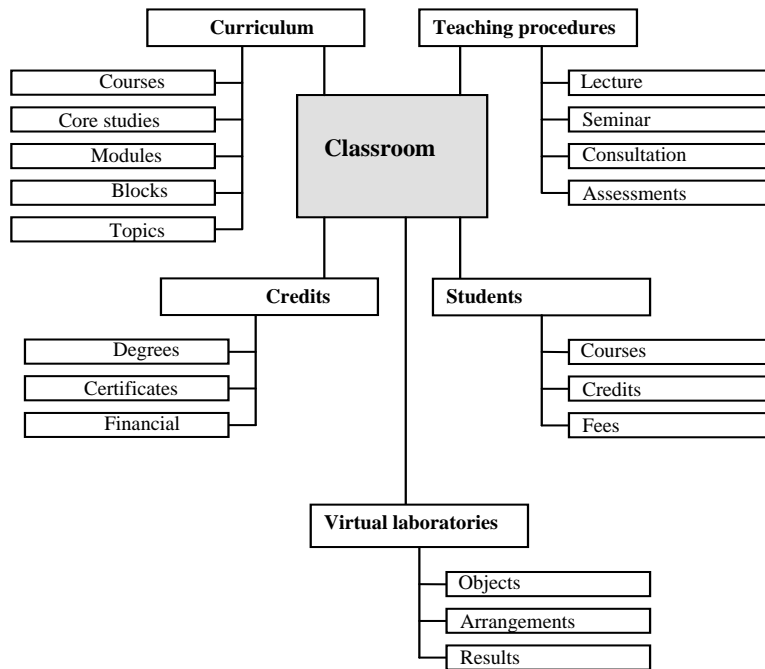 Curriculum
Courses
Core studies
Modules
Blocks
Topics
Teaching procedures
Lecture
Seminar
Consultation
Assessments
Classroom
Credits
Degrees
Certificates
Financial
Students
Courses
Credits
Fees
Virtual laboratories
Objects
Arrangements
Results